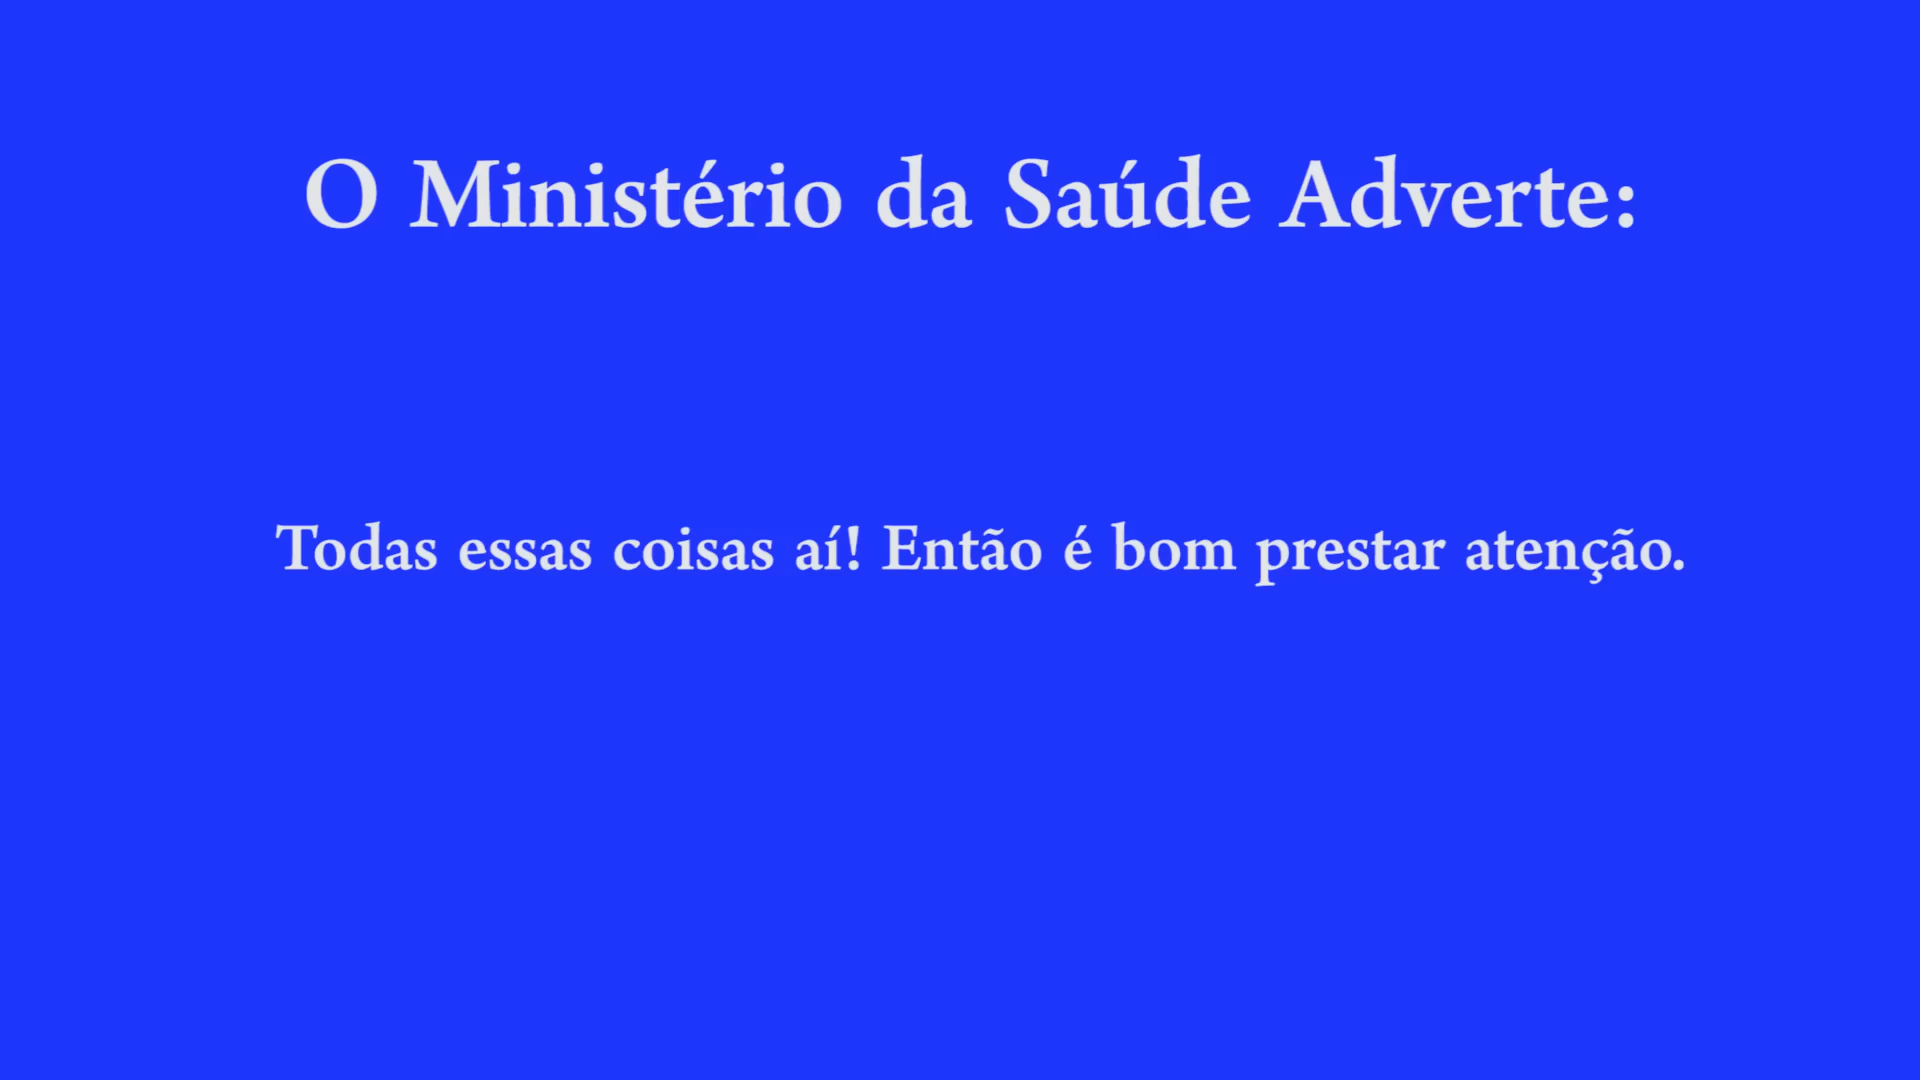 O Ministério da Saúde Adverte:
Todas essas coisas aí! Então é bom prestar atenção.